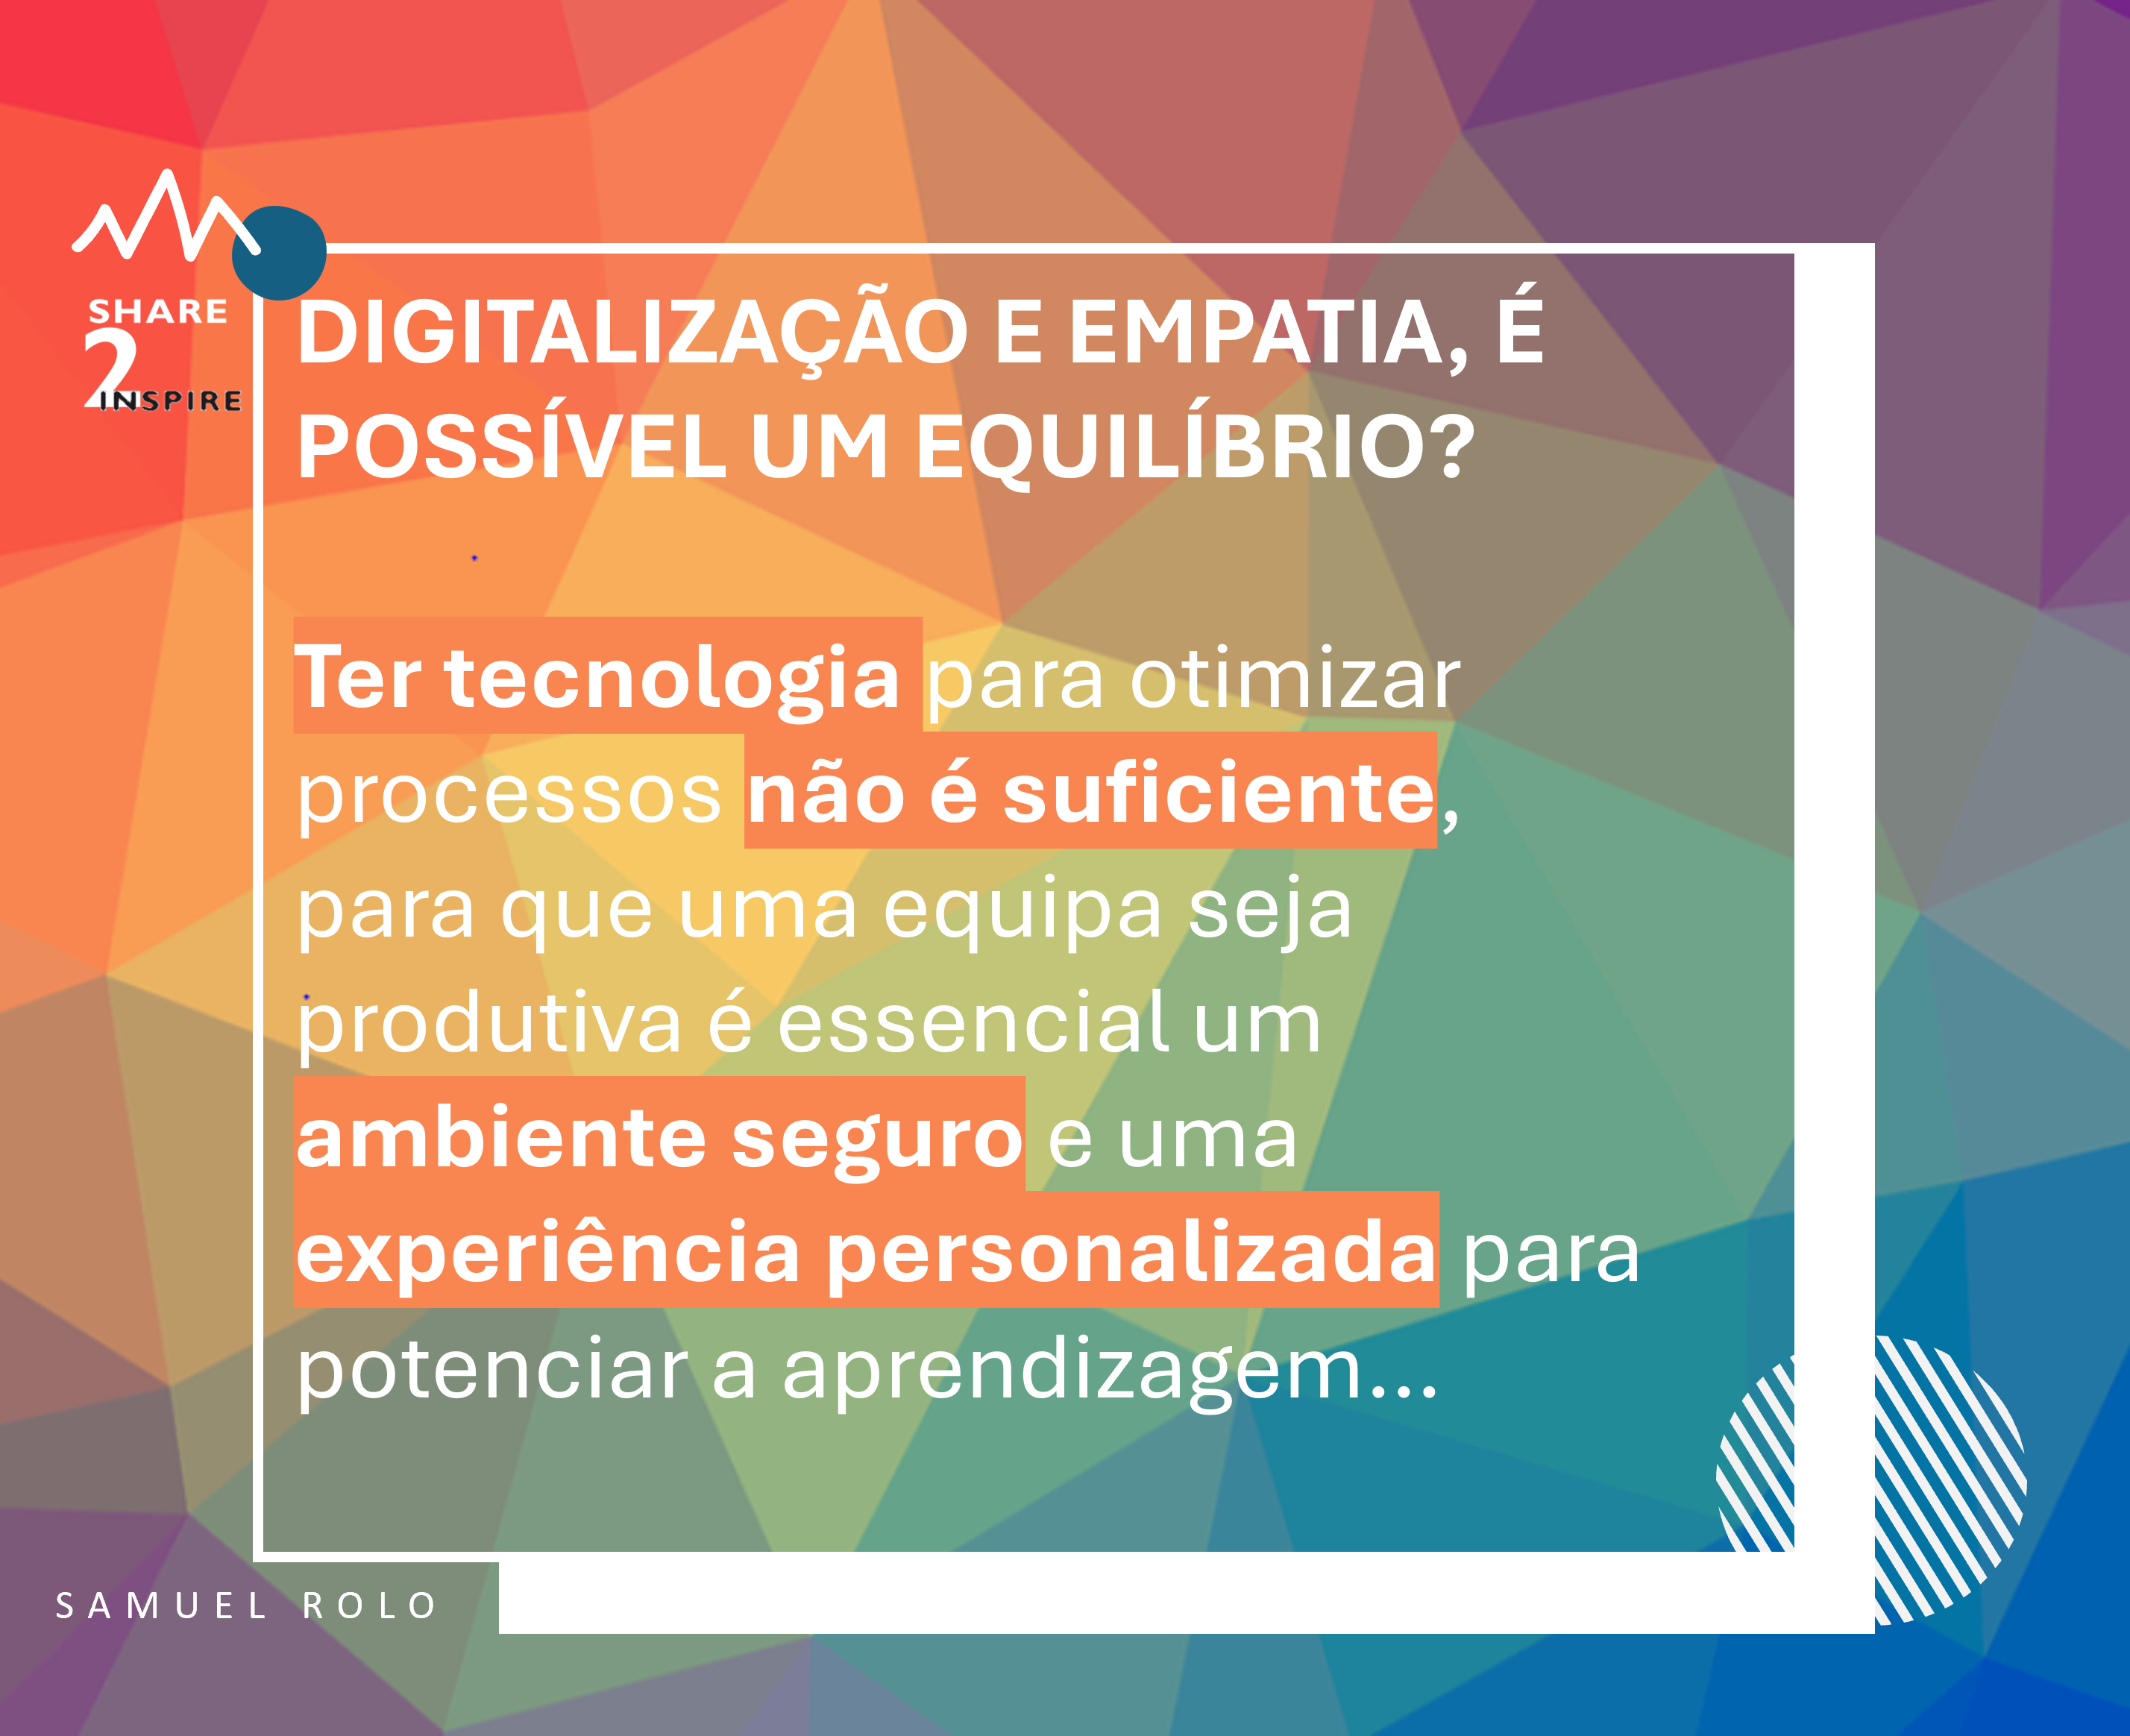 SHARE
2
INSPIRE
DIGITALIZAÇÃO E EMPATIA, É
POSSÍVEL UM EQUILÍBRIO?
Ter tecnologia para otimizar
processos não é suficiente,
para que uma equipa seja
produtiva é essencial um
ambiente seguro e uma
experiência personalizada para
potenciar a aprendizagem...
SAMUEL ROLO